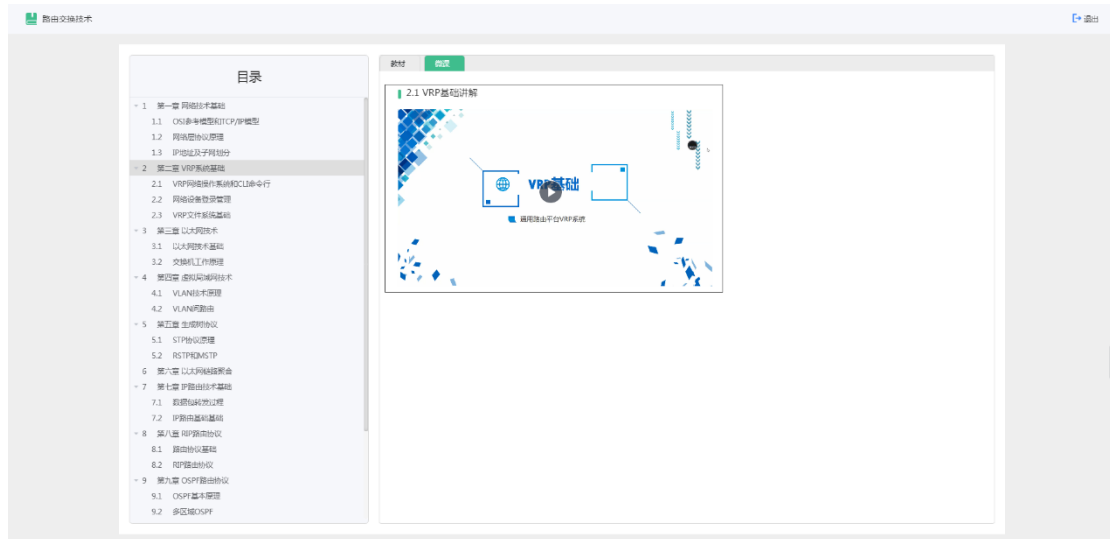 路由交换技术
退出
目录
1 第一章 网络技术基础
1.1 OSI参考模型和TCP/IP模型
1.2 网络层协议原理
1.3 IP地址及子网划分
2 第二章 VRP系统基础
2.1 VRP网络操作系统和CLI命令行
2.2 网络设备登录管理
2.3 VRP文件系统基础
3 第三章 以太网技术
3.1 以太网技术基础
3.2 交换机工作原理
4 第四章 虚拟局域网技术
4.1 VLAN技术原理
4.2 VLAN间路由
5 第五章 生成树协议
5.1 STP协议原理
5.2 RSTP和MSTP
6 第六章 以太网链路聚合
7 第七章 IP路由技术基础
7.1 数据包转发过程
7.2 IP路由基础基础
8 第八章 RIP路由协议
8.1 路由协议基础
8.2 RIP路由协议
9 第九章 OSPF路由协议
9.1 OSPF基本原理
9.2 多区域OSPF
教材 微课
2.1 VRP基础讲解
VRP基础
通用路由平台VRP系统